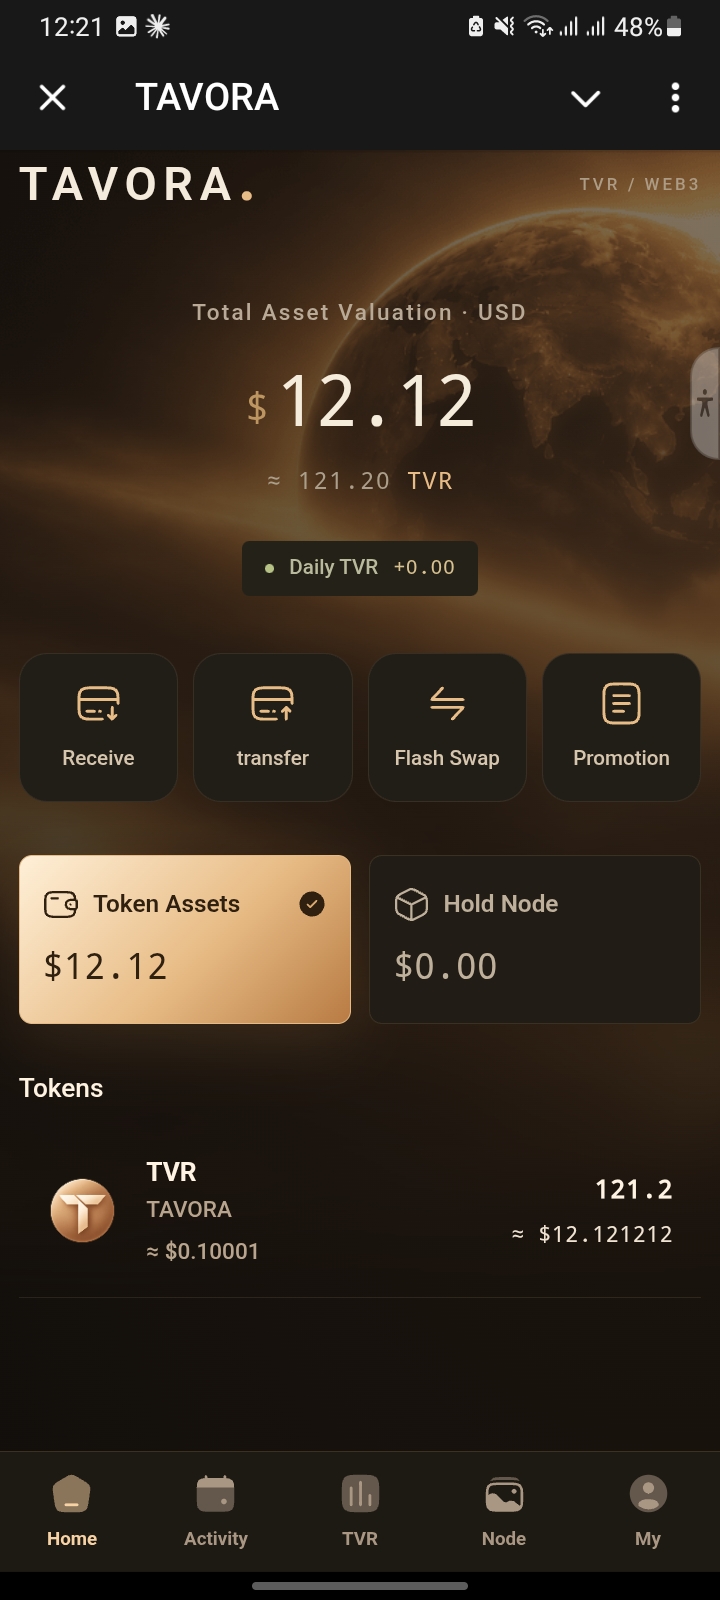 12:21
48%
TAVORA
TAVORA.
TVR / WEB3
Total Asset Valuation · USD
$ 12.12
≈ 121.20 TVR
Daily TVR +0.00
Receive
transfer
Flash Swap
Promotion
Token Assets
$12.12
Hold Node
$0.00
Tokens
TVR
TAVORA
≈ $0.10001
121.2
≈ $12.121212
Home
Activity
TVR
Node
My